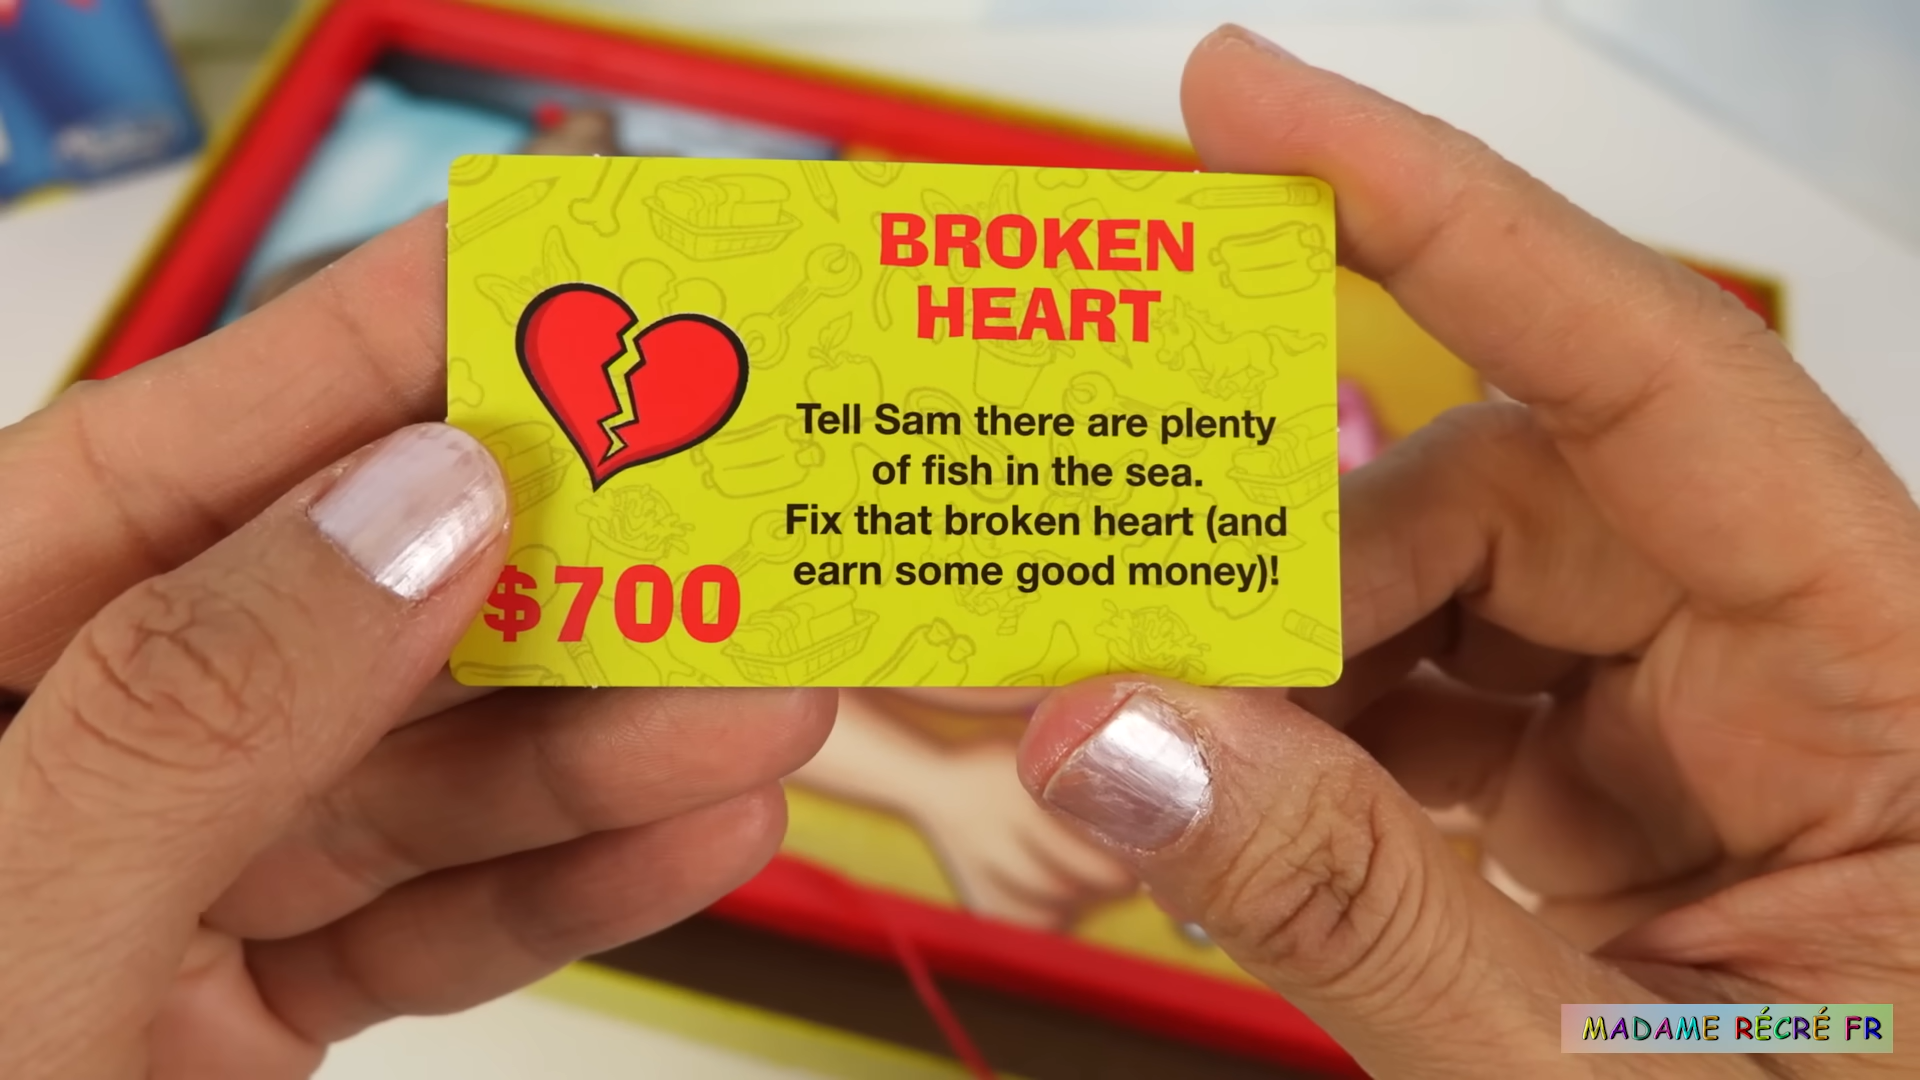 BROKEN
HEART
Tell Sam there are plenty
of fish in the sea.
Fix that broken heart (and
earn some good money)!
$700
MADAME RÉCRÉ FR